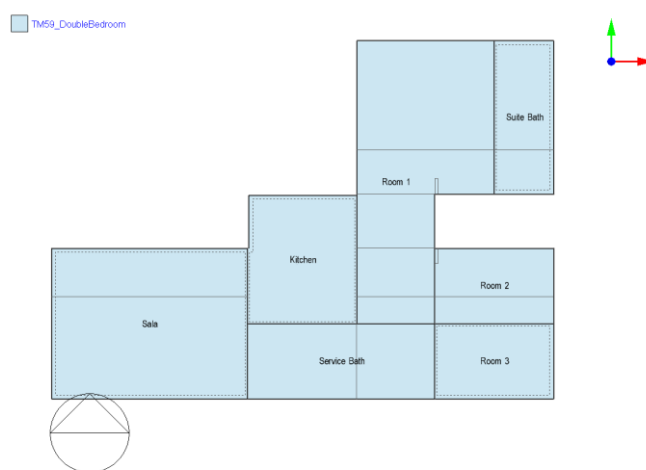 TM59_DoubleBedroom
Suite Bath
Room 1
Kitchen
Room 2
Sala
Service Bath
Room 3